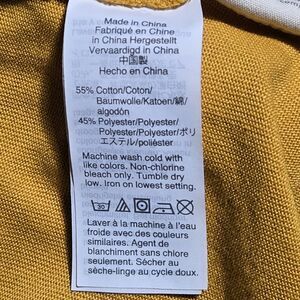 Made in China
Fabriqué en Chine
in China Hergestellt
Vervaardigd in China
中国製
Hecho en China
55% Cotton/Coton/
Baumwolle/Katoen/綿/
algodón
45% Polyester/Polyester/
Polyester/Polyester/ポリ
エステル/poliéster
Machine wash cold with
like colors. Non-chlorine
bleach only. Tumble dry
low. Iron on lowest setting.
30
Laver à la machine à l'eau
froide avec des couleurs
similaires. Agent de
blanchiment sans chlore
seulement. Sécher au
sèche-linge au cycle doux.